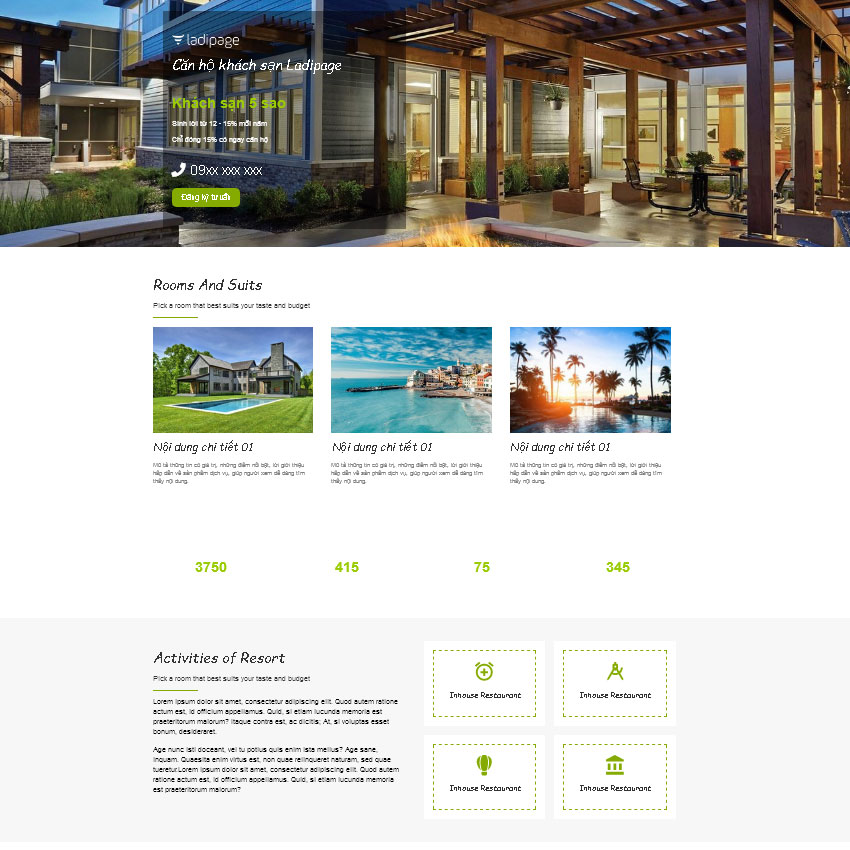 ladipage
Căn hộ khách sạn Ladipage
Khách sạn 5 sao
Sinh lời từ 12 - 15% mỗi năm
Chỉ đóng 15% có ngay căn hộ
09xx xxx xxx
Đăng ký tư vấn
Rooms And Suits
Pick a room that best suits your taste and budget
Nội dung chi tiết 01
Mô tả thông tin có giá trị, những điểm nổi bật, lời giới thiệu
hấp dẫn về sản phẩm dịch vụ, giúp người xem dễ dàng tìm
thấy nội dung.
Nội dung chi tiết 01
Mô tả thông tin có giá trị, những điểm nổi bật, lời giới thiệu
hấp dẫn về sản phẩm dịch vụ, giúp người xem dễ dàng tìm
thấy nội dung.
Nội dung chi tiết 01
Mô tả thông tin có giá trị, những điểm nổi bật, lời giới thiệu
hấp dẫn về sản phẩm dịch vụ, giúp người xem dễ dàng tìm
thấy nội dung.
3750
415
75
345
Activities of Resort
Pick a room that best suits your taste and budget
Lorem ipsum dolor sit amet, consectetur adipiscing elit. Quod autem ratione
actum est, id officium appellamus. Quid, si etiam iucunda memoria est
praeteritorum malorum? Itaque contra est, ac dicitis; At, si voluptas esset
bonum, desideraret.
Age nunc isti doceant, vel tu potius quis enim ista melius? Age sane,
inquam. Quaesita enim virtus est, non quae relinqueret naturam, sed quae
tueretur.Lorem ipsum dolor sit amet, consectetur adipiscing elit. Quod autem
ratione actum est, id officium appellamus. Quid, si etiam iucunda memoria
est praeteritorum malorum?
Inhouse Restaurant
Inhouse Restaurant
Inhouse Restaurant
Inhouse Restaurant